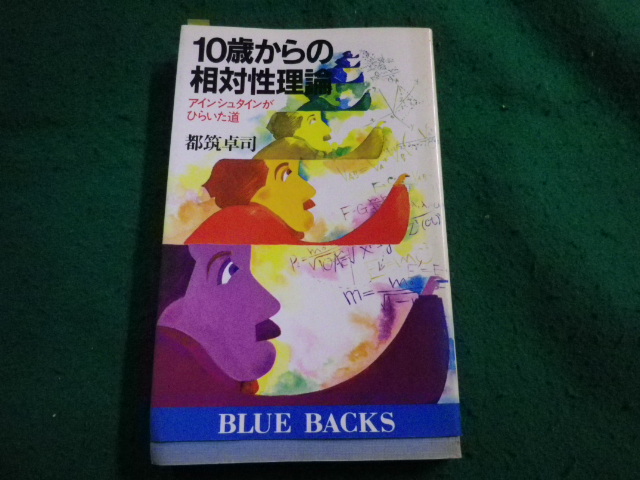 10歳からの
相対性理論
アインシュタインが
ひらいた道
都筑卓司
BLUE BACKS